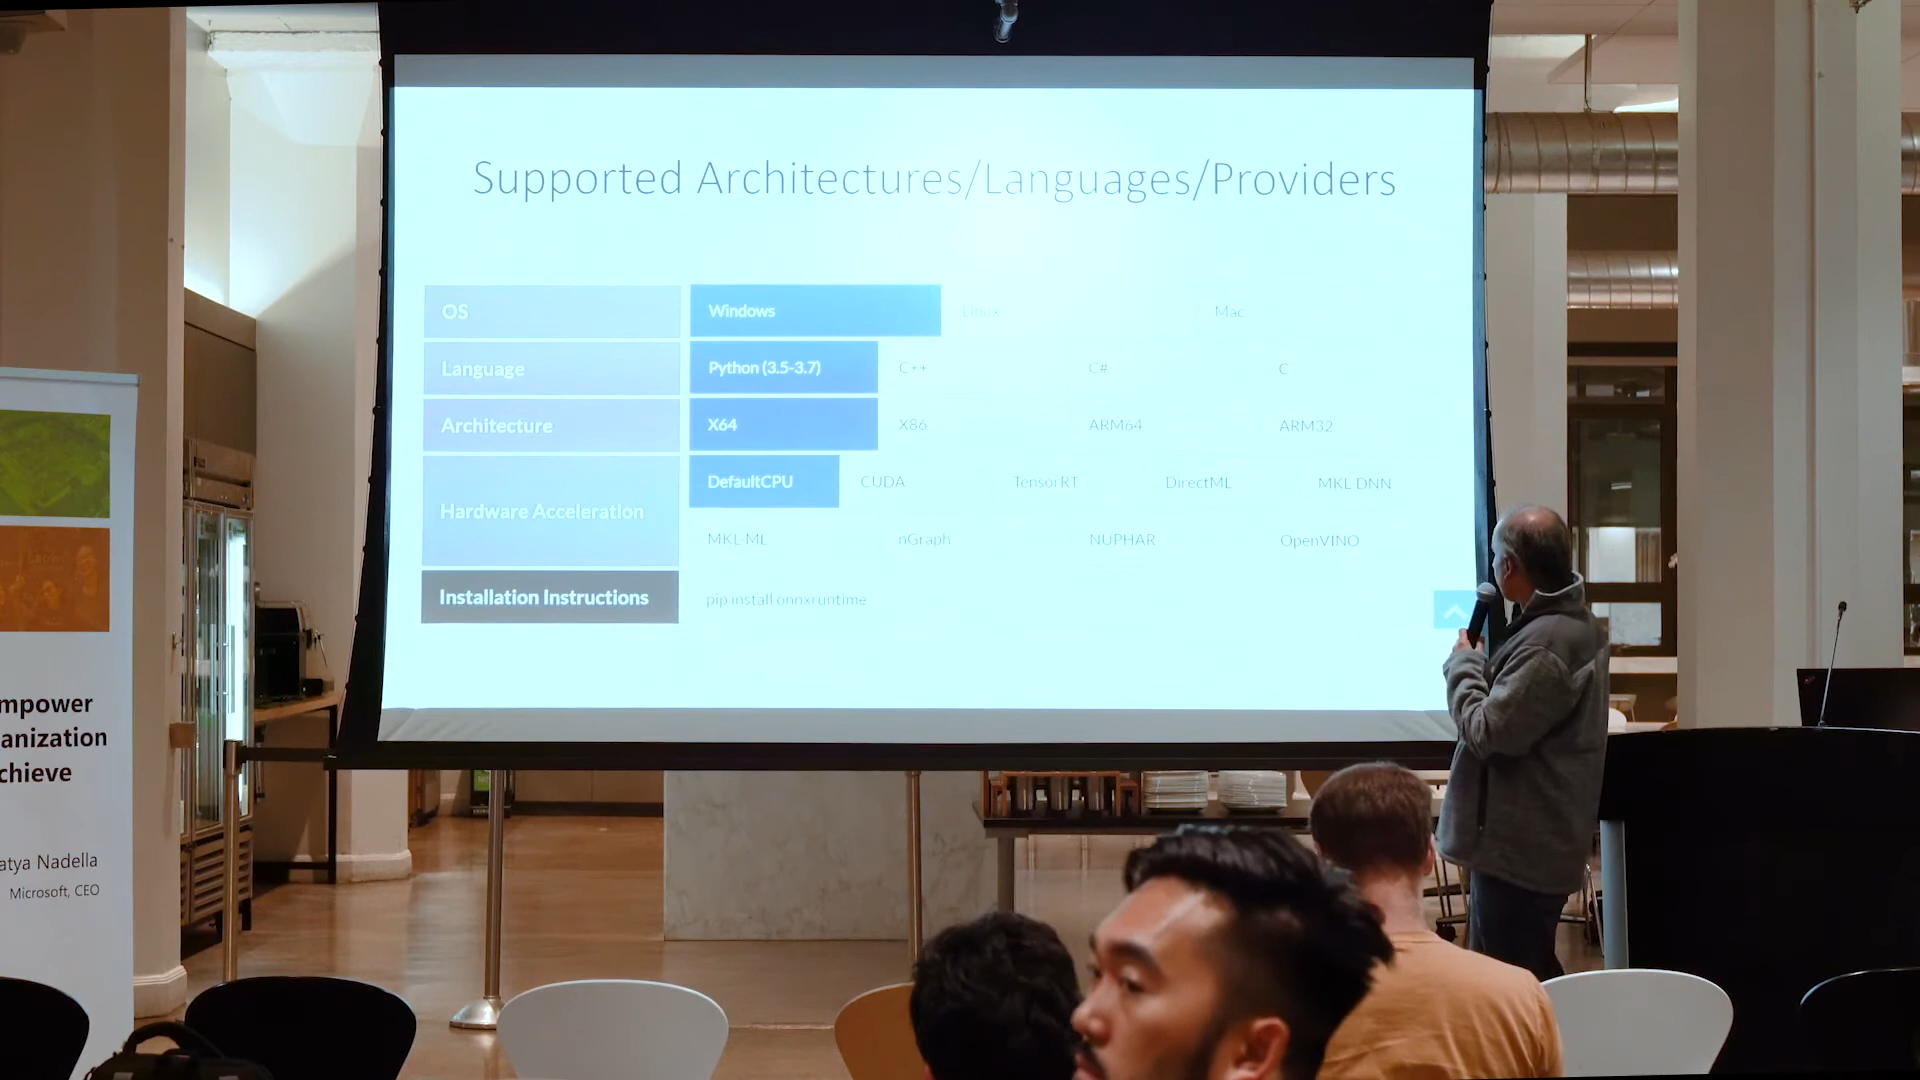 Supported Architectures/Languages/Providers
OS Windows Linux Mac
Language Python (3.5-3.7) C++ C# C
Architecture X64 X86 ARM64 ARM32
Hardware Acceleration
DefaultCPU CUDA TensorRT DirectML MKL DNN
MKL-ML nGraph NUPHAR OpenVINO
Installation Instructions pip install onnxruntime
mpower
anization
chieve
atya Nadella
Microsoft, CEO